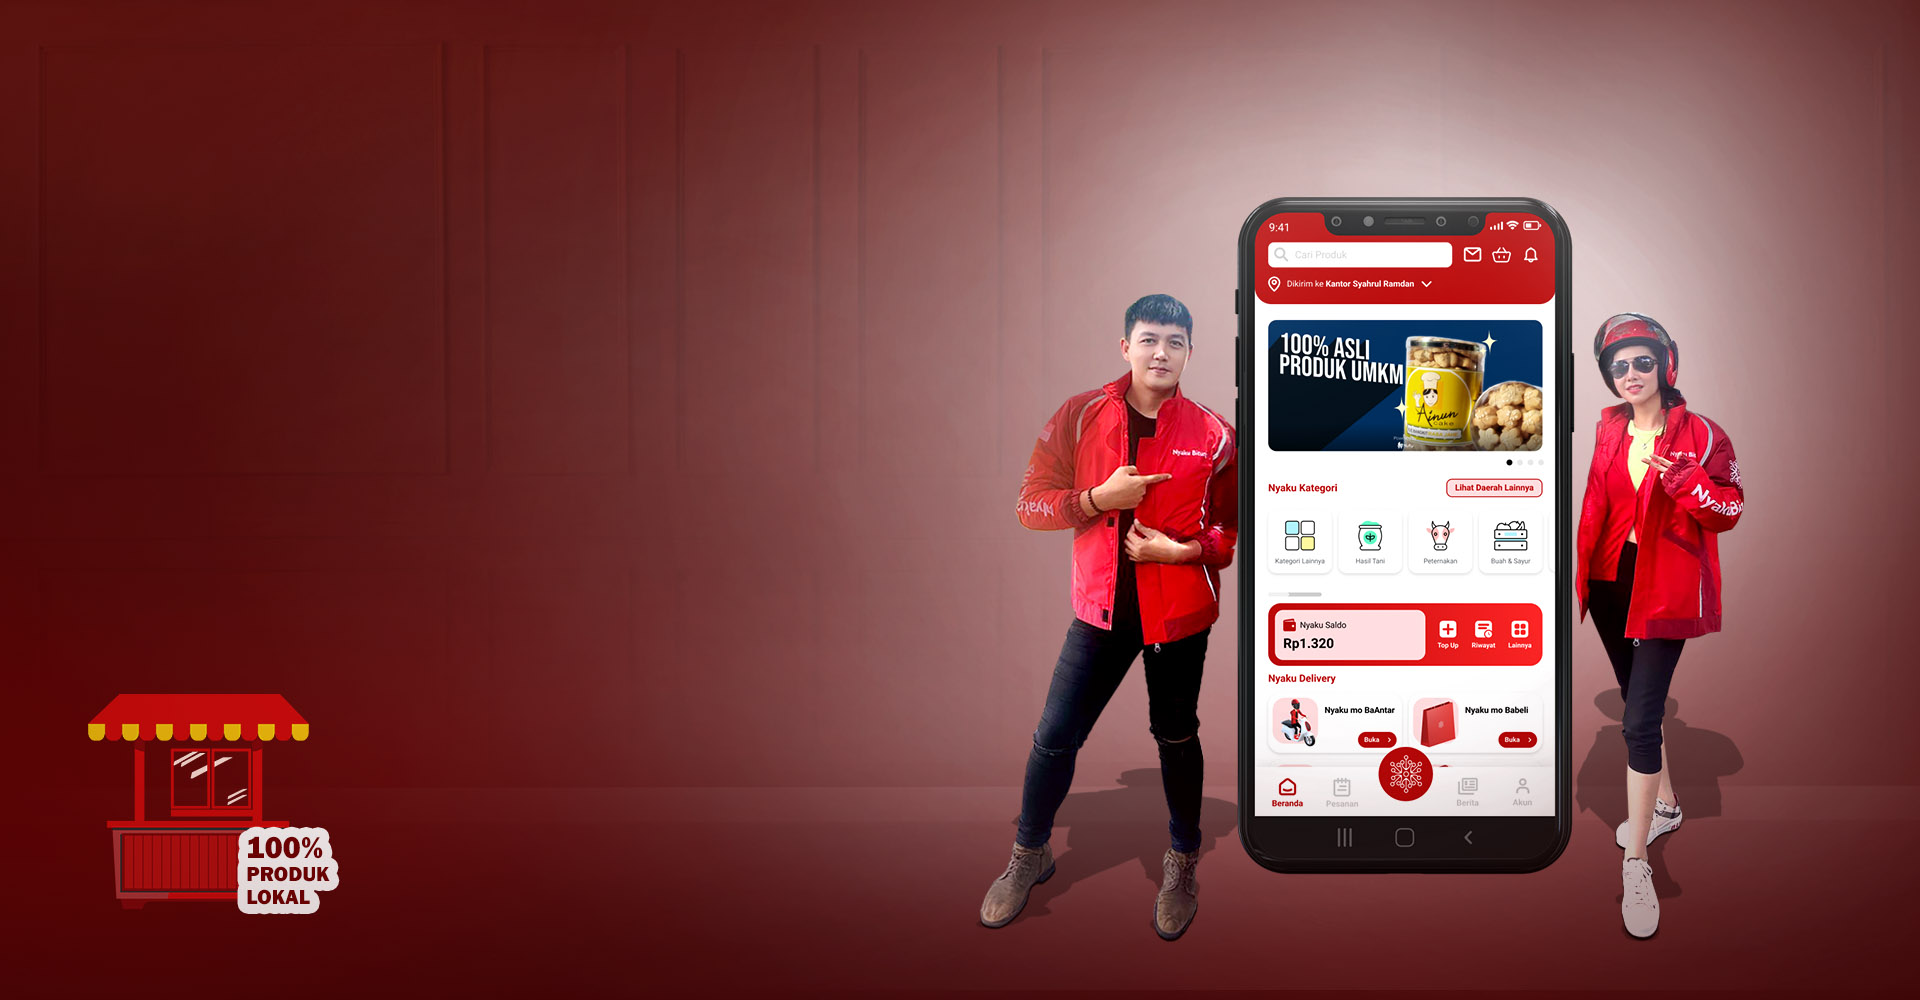 9:41
Cari Produk
Dikirim ke Kantor Syahrul Ramdan
100% ASLI
PRODUK UMKM
Ainun
cake
Nyaku Kategori
Lihat Daerah Lainnya
Kategori Lainnya
Hasil Tani
Peternakan
Buah & Sayur
Nyaku Saldo
Rp1.320
Top Up
Riwayat
Lainnya
Nyaku Delivery
Nyaku mo BaAntar
Buka
Nyaku mo Babeli
Buka
Beranda
Pesanan
Berita
Akun
Nyaku
100%
PRODUK
LOKAL